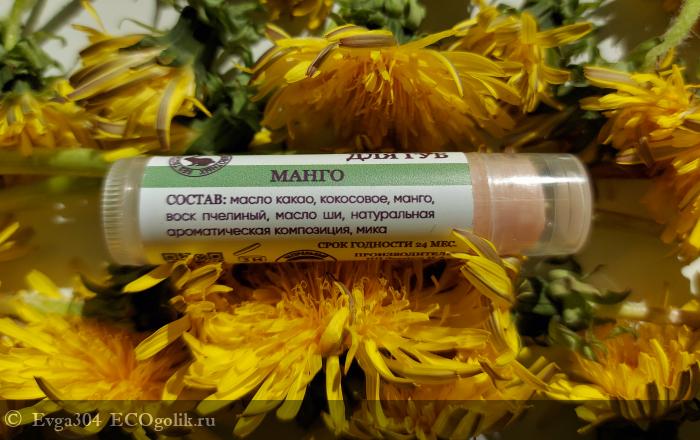 ДЛЯ ГУБ
МАНГО
СОСТАВ: масло какао, кокосовое, манго,
воск пчелиный, масло ши, натуральная
ароматическая композиция, мика
СРОК ГОДНОСТИ 24 МЕС.
ПРОИЗВОДИТЕЛЬ
© Evga304 ECOgolik.ru